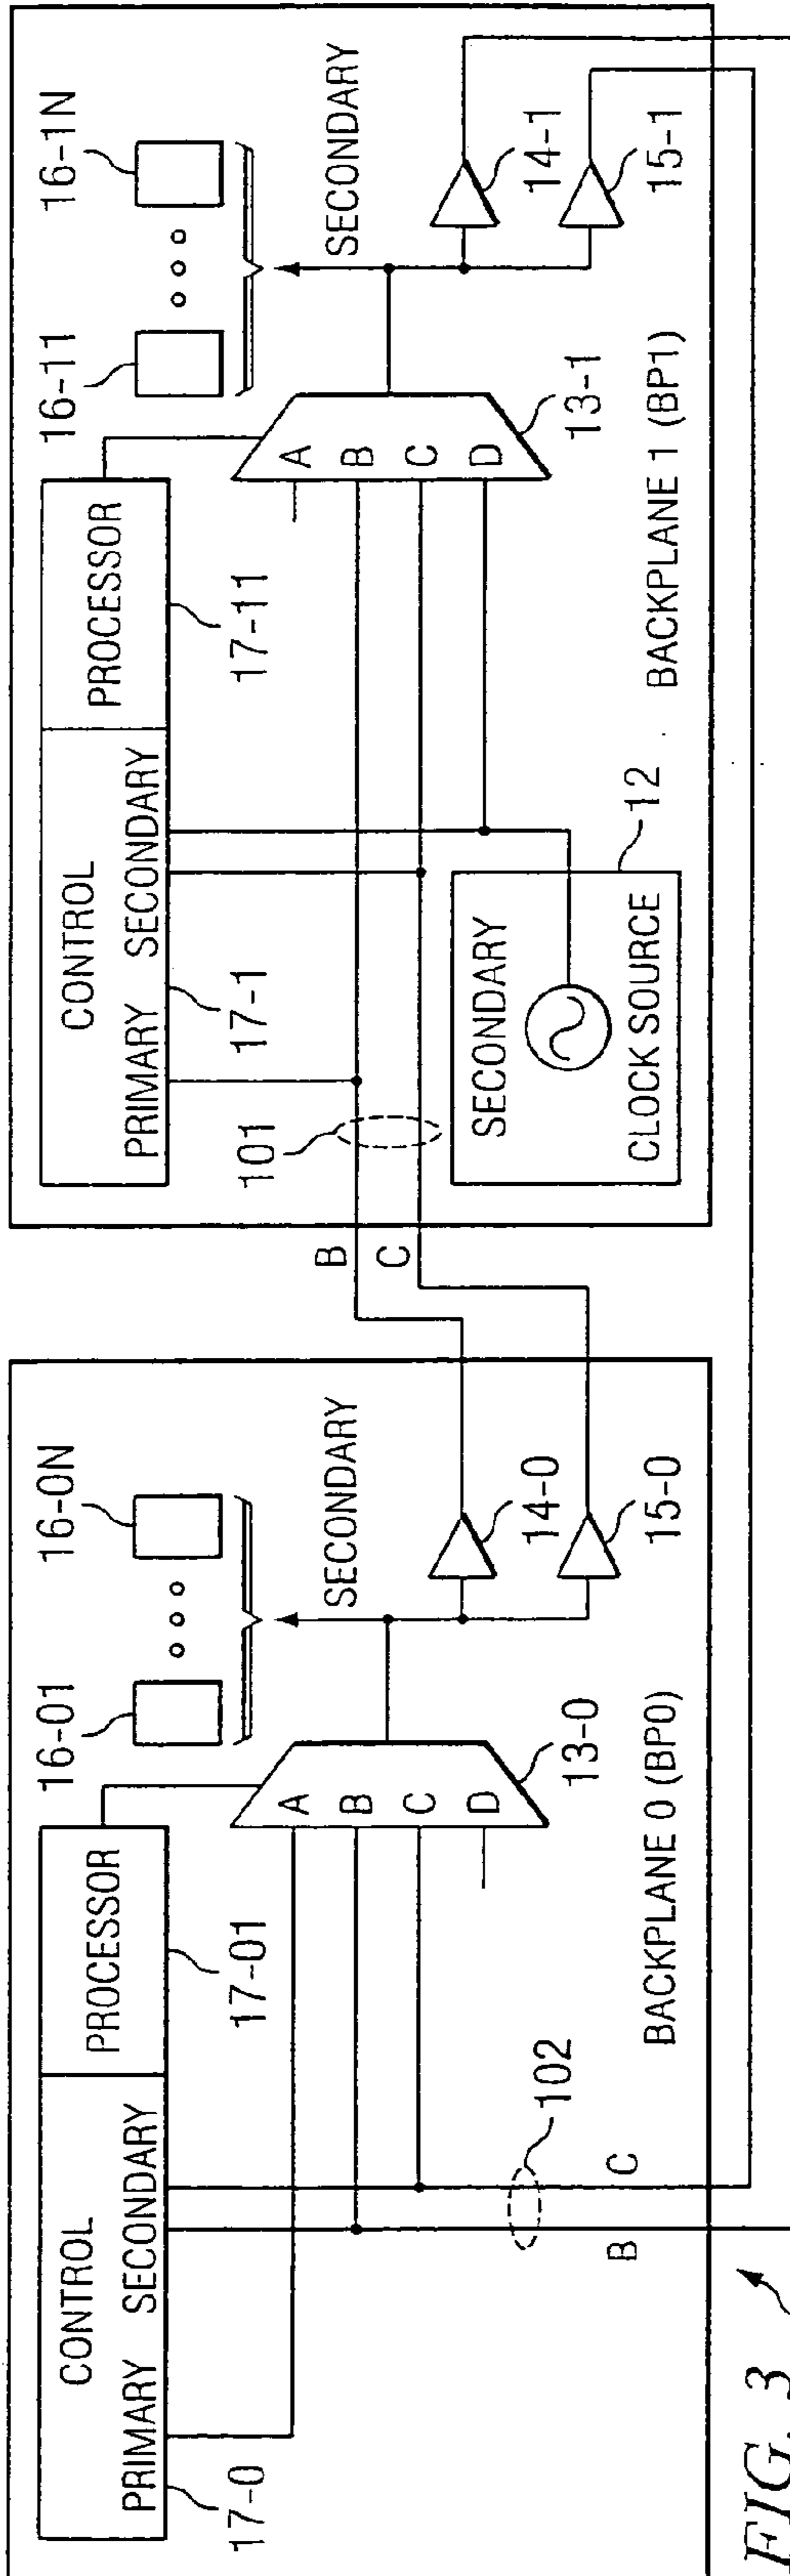 16-01
16-0N
CONTROL
PROCESSOR
PRIMARY SECONDARY
17-0
17-01
A
B
C
D
13-0
SECONDARY
14-0
15-0
102
B
C
BACKPLANE 0 (BP0)
B
C
16-11
16-1N
CONTROL
PROCESSOR
PRIMARY SECONDARY
17-1
17-11
101
A
B
C
D
13-1
SECONDARY
14-1
15-1
SECONDARY
CLOCK SOURCE
12
BACKPLANE 1 (BP1)
FIG. 3